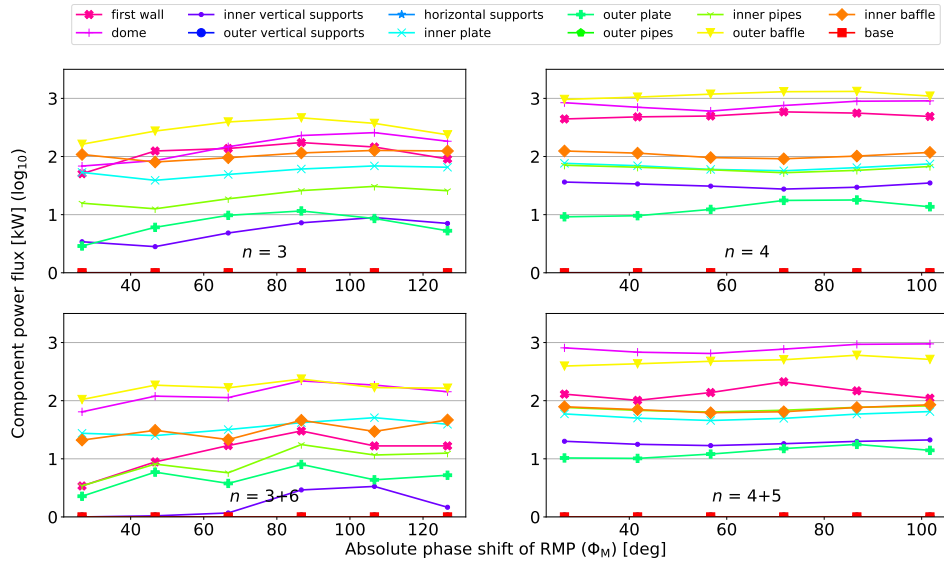 first wall inner vertical supports horizontal supports outer plate inner pipes inner baffle
dome outer vertical supports inner plate outer pipes outer baffle base
Component power flux [kW] (log10)
3
2
1
0
40 60 80 100 120
n = 3
3
2
1
0
40 60 80 100
n = 4
3
2
1
0
40 60 80 100 120
n = 3+6
3
2
1
0
40 60 80 100
n = 4+5
Absolute phase shift of RMP (ΦM) [deg]